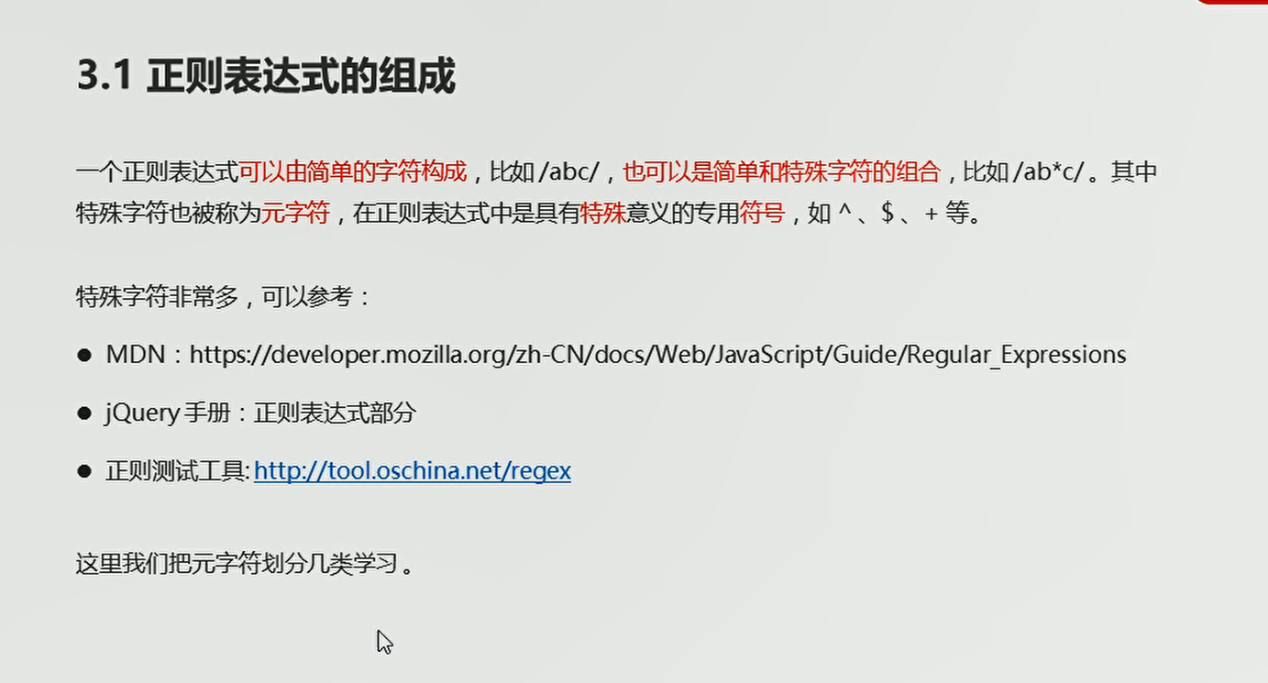 3.1 正则表达式的组成
一个正则表达式可以由简单的字符构成，比如 /abc/，也可以是简单和特殊字符的组合，比如 /ab*c/ 。其中
特殊字符也被称为元字符，在正则表达式中是具有特殊意义的专用符号，如 ^ 、$ 、+ 等。
特殊字符非常多，可以参考：
● MDN：https://developer.mozilla.org/zh-CN/docs/Web/JavaScript/Guide/Regular_Expressions
● jQuery 手册：正则表达式部分
● 正则测试工具: http://tool.oschina.net/regex
这里我们把元字符划分几类学习 。